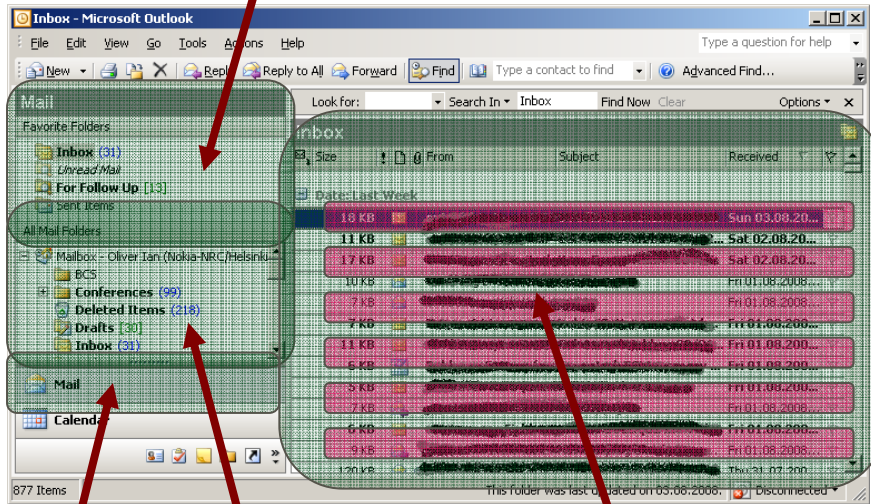 Inbox - Microsoft Outlook
File Edit View Go Tools Actions Help Type a question for help
New Reply Reply to All Forward Find Type a contact to find Advanced Find...
Mail
Favorite Folders
Inbox (31)
Unread Mail
For Follow Up [13]
Sent Items
All Mail Folders
Mailbox - Oliver Ian (Nokia-NRC/Helsinki
BCS
Conferences (99)
Deleted Items (218)
Drafts [30]
Inbox (31)
Mail
Calendar
Look for: Search In Inbox Find Now Clear Options
Inbox
Size From Subject Received
Date: Last Week
18 KB Sun 03.08.20...
11 KB ... Sat 02.08.20...
17 KB Sat 02.08.20...
10 KB Fri 01.08.2008...
7 KB Fri 01.08.2008...
7 KB Fri 01.08.200...
11 KB Fri 01.08.200...
6 KB Fri 01.08.200...
5 KB Fri 01.08.200...
7 KB Fri 01.08.2008...
6 KB Fri 01.08.200...
9 KB Fri 01.08.2008...
120 KB Thu 31.07.200...
877 Items This folder was last updated on 03.08.2008. Disconnected